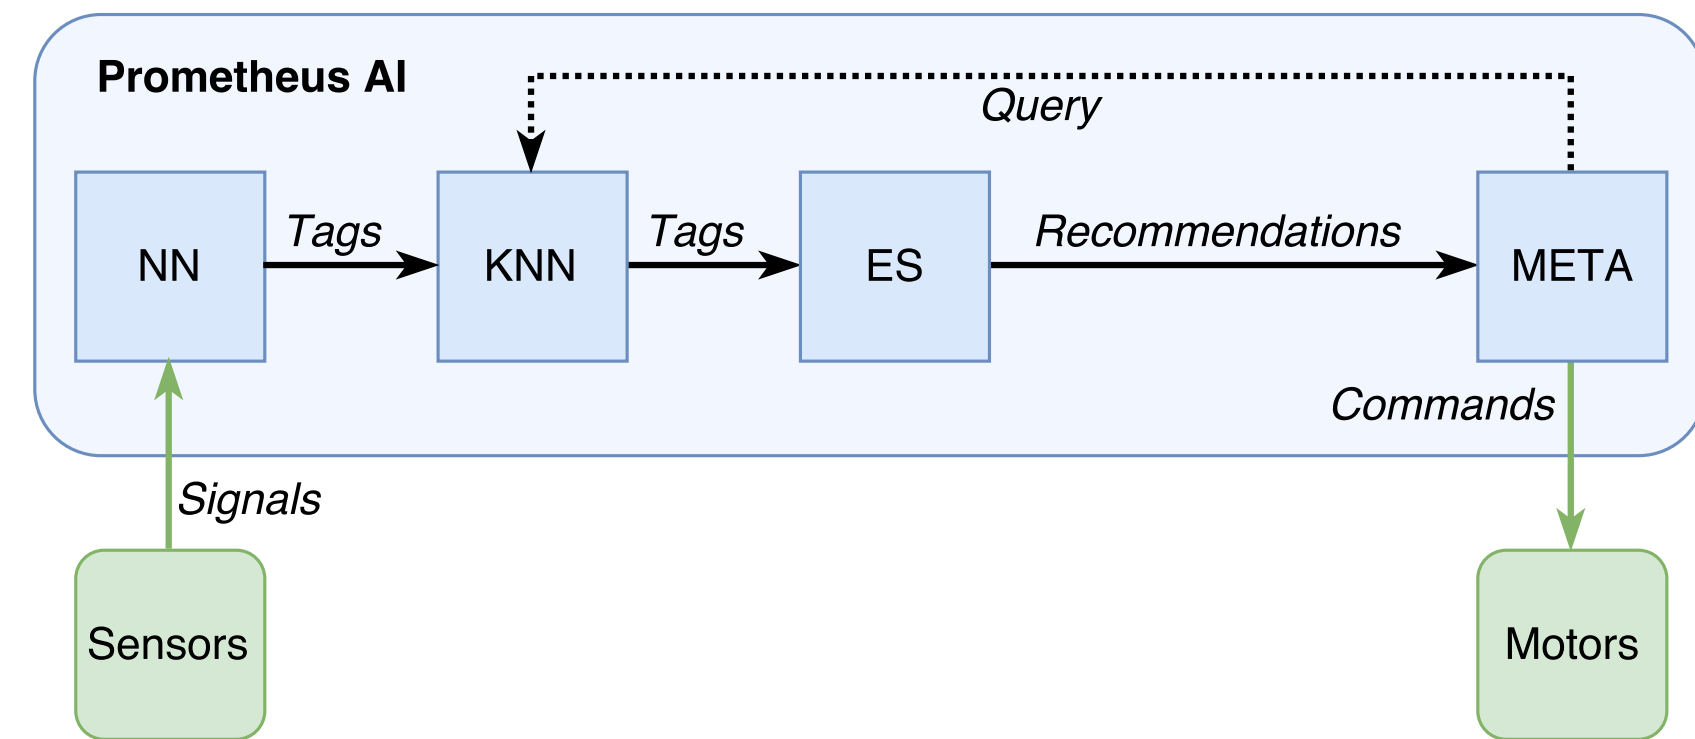 Prometheus AI
Query
NN
Tags
KNN
Tags
ES
Recommendations
META
Commands
Signals
Sensors
Motors